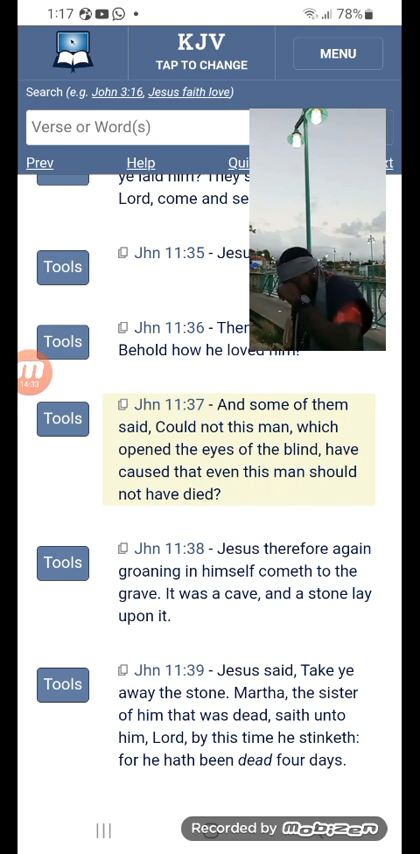 1:17
78%
KJV
TAP TO CHANGE
MENU
Search (e.g. John 3:16, Jesus faith love)
Verse or Word(s)
Prev Help Qui xt
ye laid him? They s
Lord, come and se
Tools
Jhn 11:35 - Jesu
Tools
Jhn 11:36 - Ther
Behold how he loved him!
14:33
Tools
Jhn 11:37 - And some of them
said, Could not this man, which
opened the eyes of the blind, have
caused that even this man should
not have died?
Tools
Jhn 11:38 - Jesus therefore again
groaning in himself cometh to the
grave. It was a cave, and a stone lay
upon it.
Tools
Jhn 11:39 - Jesus said, Take ye
away the stone. Martha, the sister
of him that was dead, saith unto
him, Lord, by this time he stinketh:
for he hath been dead four days.
Recorded by mobizen